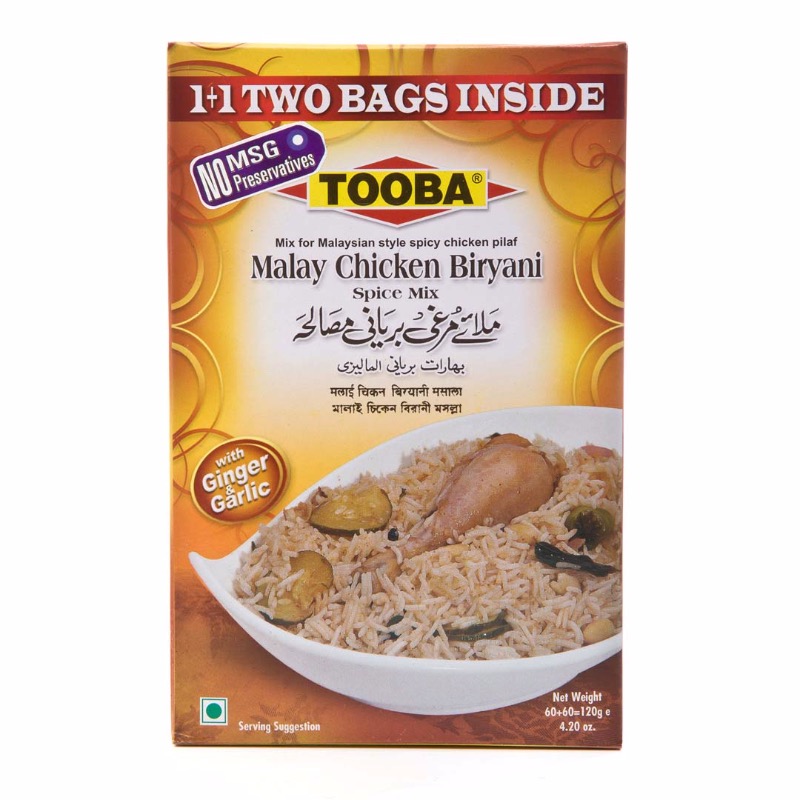 1+1 TWO BAGS INSIDE
NO MSG
Preservatives
TOOBA®
Mix for Malaysian style spicy chicken pilaf
Malay Chicken Biryani
Spice Mix
ملائے مرغی بریانی مصالحہ
بهارات برياني الماليزي
मलाई चिकन बिरयानी मसाला
with
Ginger
&
Garlic
Net Weight
60+60=120g e
4.20 oz.
Serving Suggestion